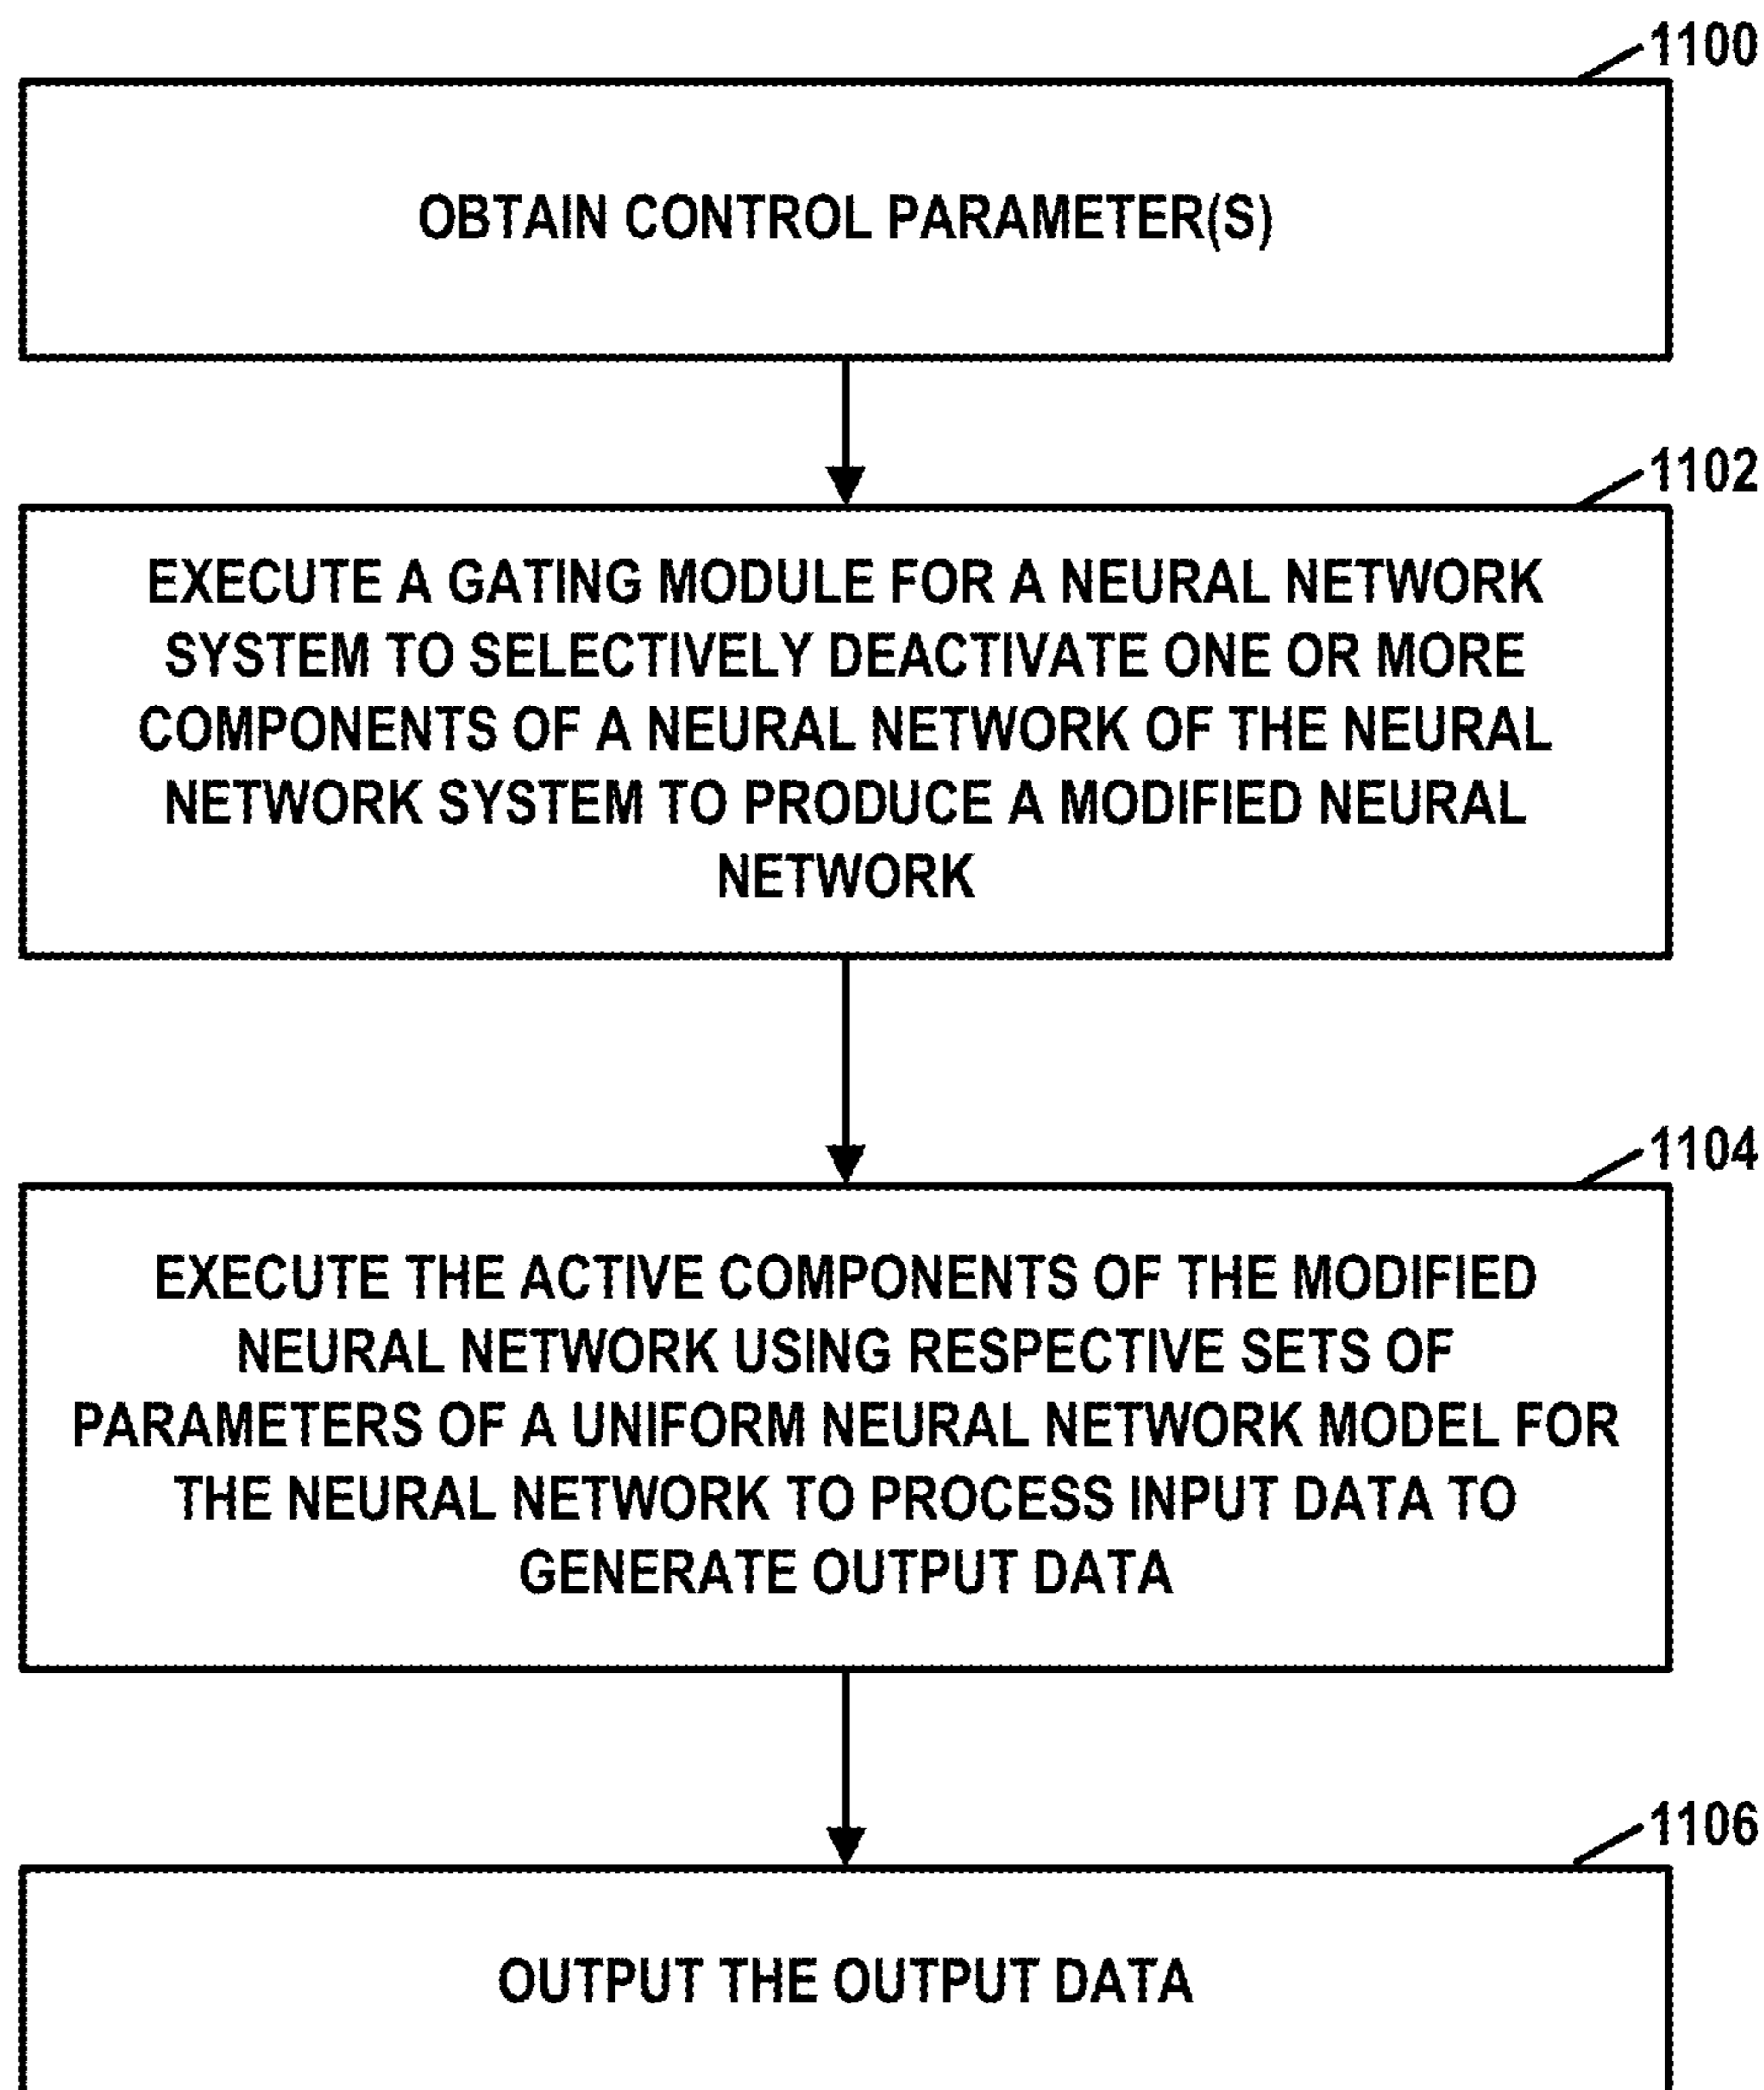 1100
OBTAIN CONTROL PARAMETER(S)
1102
EXECUTE A GATING MODULE FOR A NEURAL NETWORK
SYSTEM TO SELECTIVELY DEACTIVATE ONE OR MORE
COMPONENTS OF A NEURAL NETWORK OF THE NEURAL
NETWORK SYSTEM TO PRODUCE A MODIFIED NEURAL
NETWORK
1104
EXECUTE THE ACTIVE COMPONENTS OF THE MODIFIED
NEURAL NETWORK USING RESPECTIVE SETS OF
PARAMETERS OF A UNIFORM NEURAL NETWORK MODEL FOR
THE NEURAL NETWORK TO PROCESS INPUT DATA TO
GENERATE OUTPUT DATA
1106
OUTPUT THE OUTPUT DATA